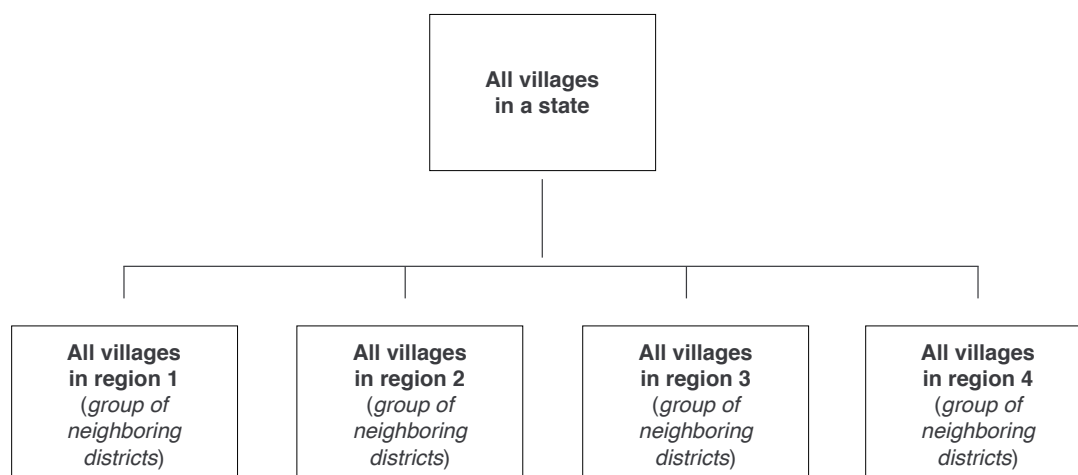 All villages
in a state
All villages
in region 1
(group of
neighboring
districts)
All villages
in region 2
(group of
neighboring
districts)
All villages
in region 3
(group of
neighboring
districts)
All villages
in region 4
(group of
neighboring
districts)